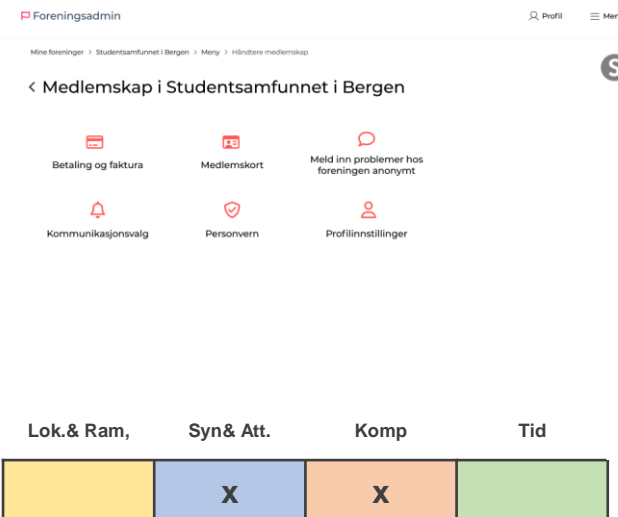 Foreningsadmin
Profil
Mine foreninger > Studentsamfunnet i Bergen > Meny > Håndtere medlemskap
< Medlemskap i Studentsamfunnet i Bergen
Betaling og faktura
Medlemskort
Meld inn problemer hos
foreningen anonymt
Kommunikasjonsvalg
Personvern
Profilinnstillinger
Lok.& Ram,
Syn& Att.
Komp
Tid
X
X